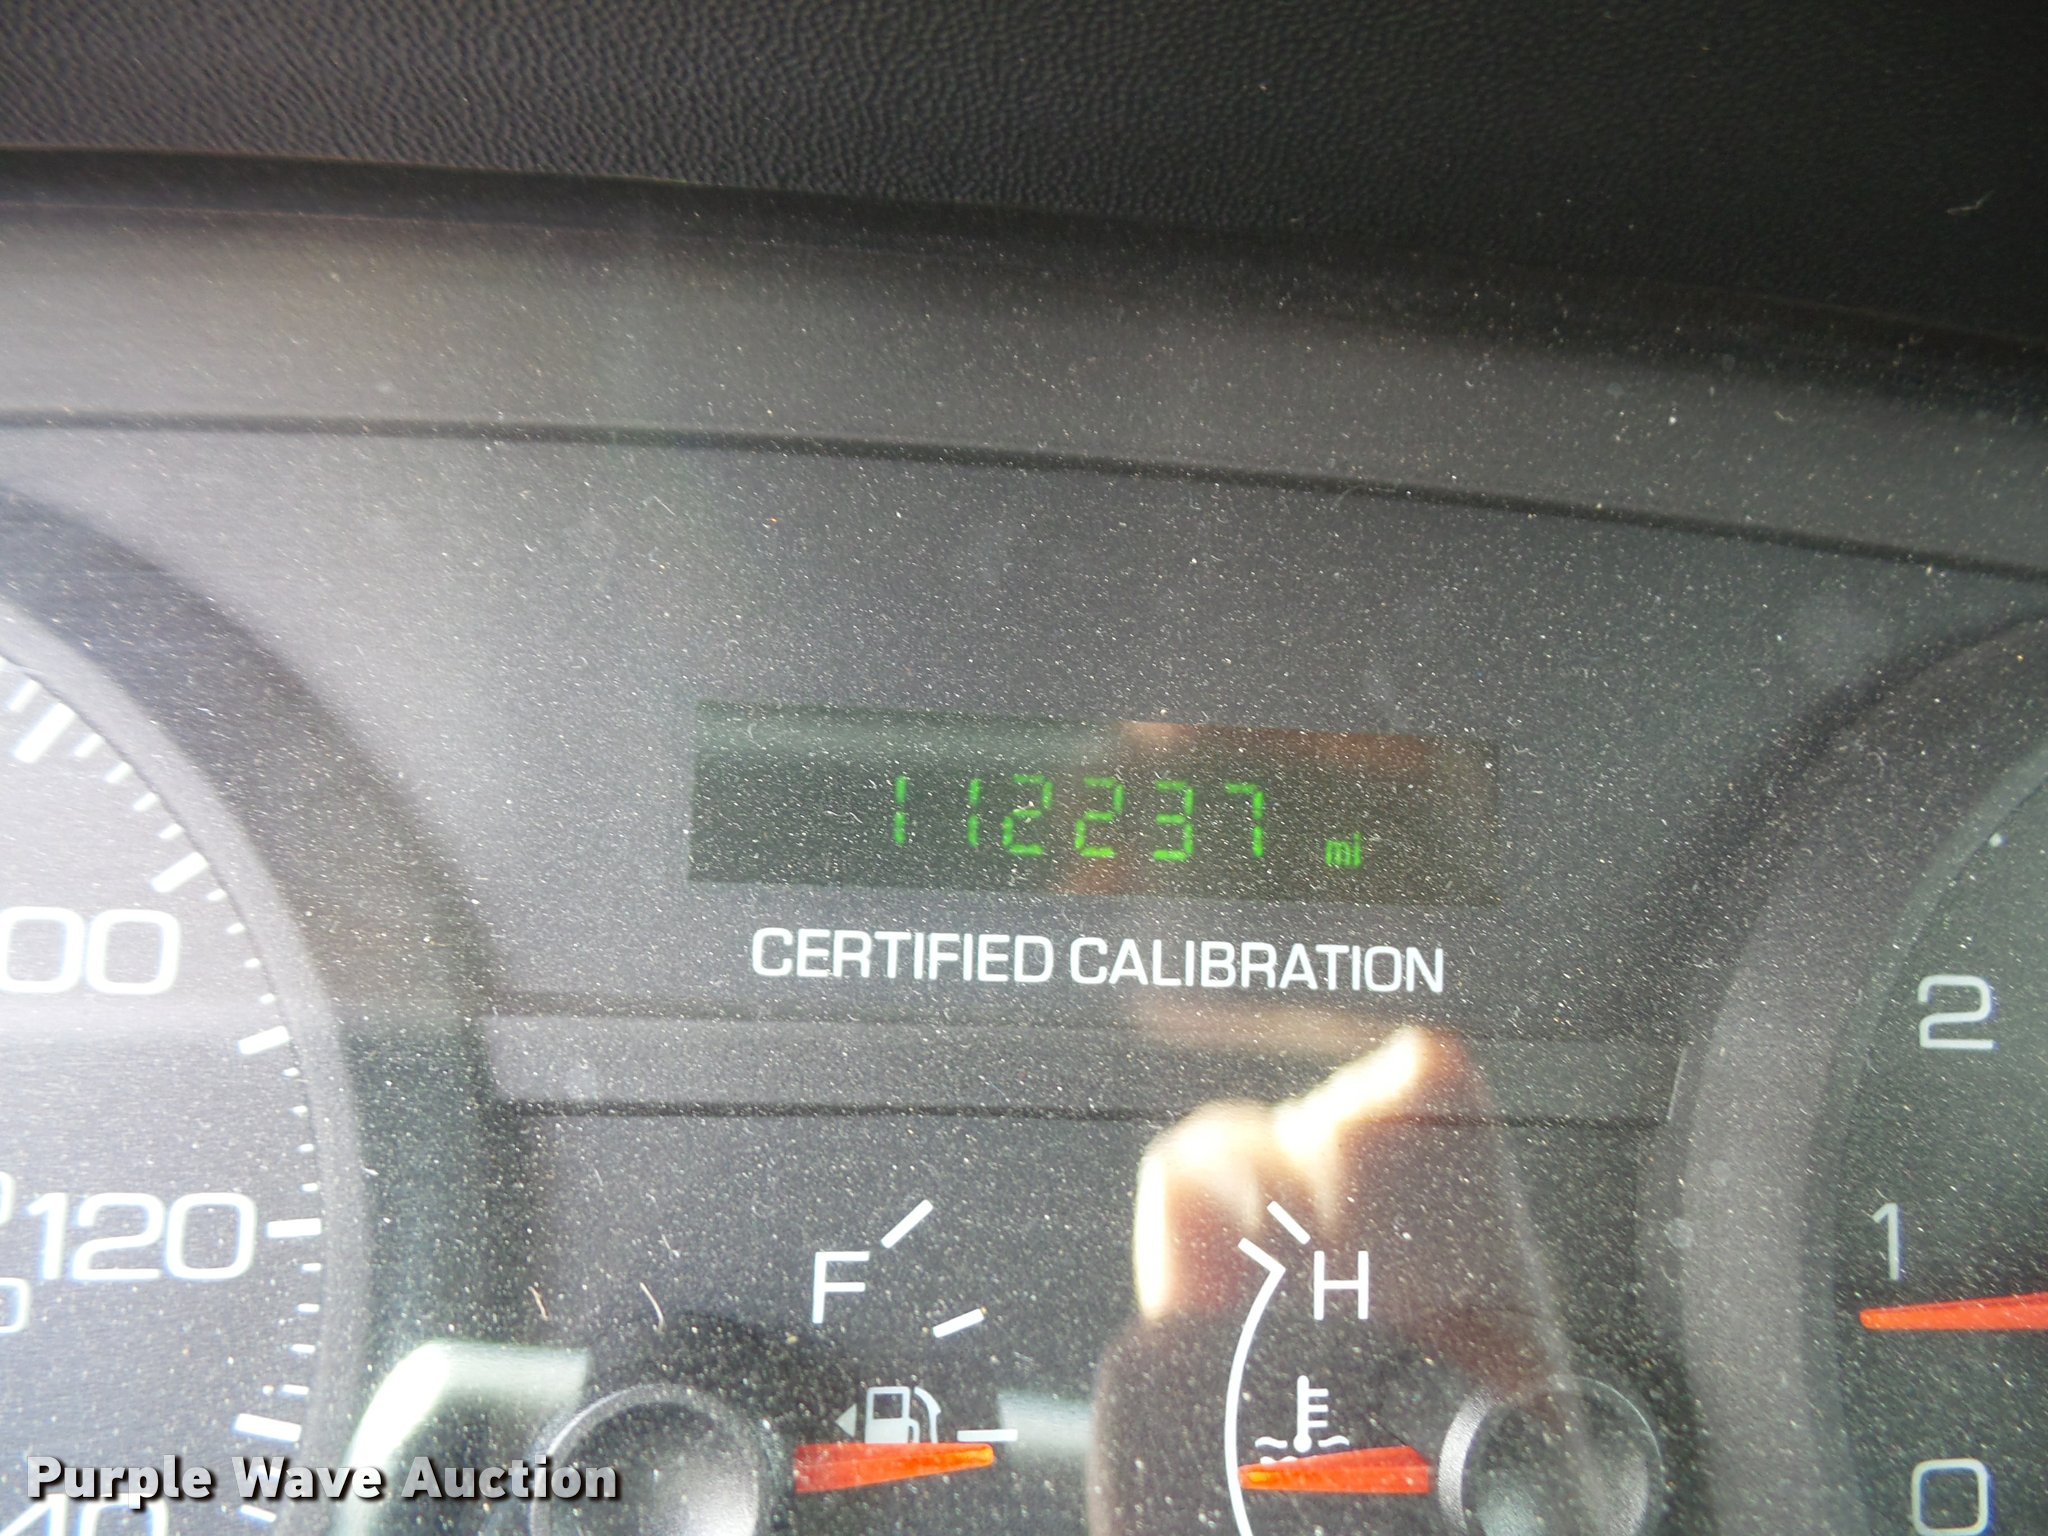 112237 mi
CERTIFIED CALIBRATION
00
2
120
1
F
H
0
Purple Wave Auction